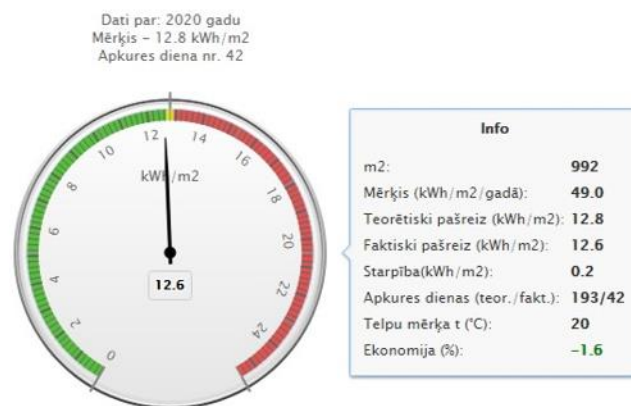 Dati par: 2020 gadu
Mērķis - 12.8 kWh/m2
Apkures diena nr. 42
0
2
4
6
8
10
12
14
16
18
20
22
24
kWh/m2
12.6
Info
m2: 992
Mērķis (kWh/m2/gadā): 49.0
Teorētiski pašreiz (kWh/m2): 12.8
Faktiski pašreiz (kWh/m2): 12.6
Starpība(kWh/m2): 0.2
Apkures dienas (teor./fakt.): 193/42
Telpu mērķa t (°C): 20
Ekonomija (%): -1.6